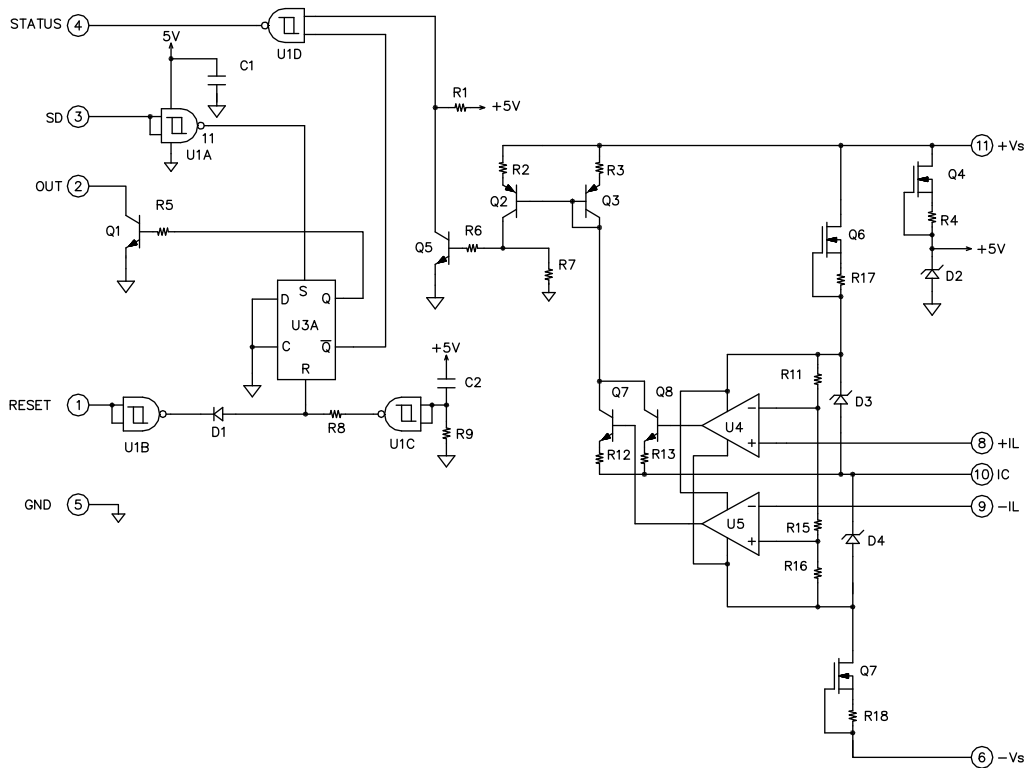 STATUS 4
U1D
5V
C1
R1
+5V
SD 3
11
U1A
11 +Vs
R2
R3
Q4
OUT 2
R5
Q2
Q3
Q1
R4
R6
Q5
Q6
+5V
R7
R17
D2
S
D
Q
U3A
C
Q̅
R
+5V
C2
R11
D3
RESET 1
Q7
Q8
−
U4
+
8 +IL
U1B
D1
R8
U1C
R9
R12
R13
10 IC
GND 5
−
U5
+
9 −IL
R15
D4
R16
Q7
R18
6 −Vs